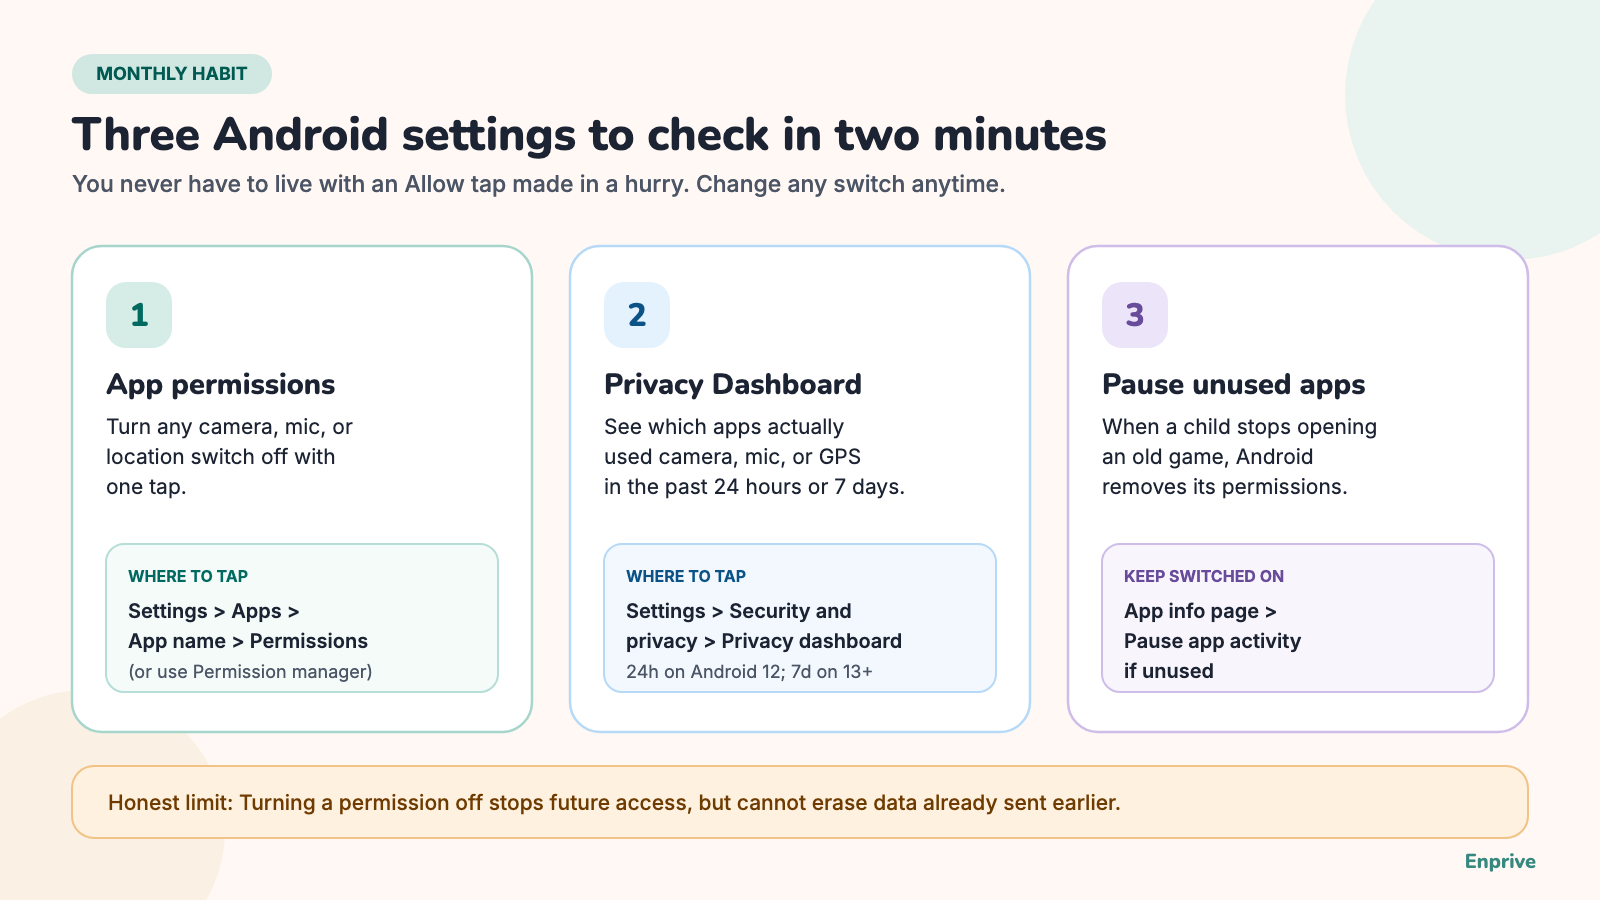 MONTHLY HABIT
Three Android settings to check in two minutes
You never have to live with an Allow tap made in a hurry. Change any switch anytime.
1
App permissions
Turn any camera, mic, or
location switch off with
one tap.
WHERE TO TAP
Settings > Apps >
App name > Permissions
(or use Permission manager)
2
Privacy Dashboard
See which apps actually
used camera, mic, or GPS
in the past 24 hours or 7 days.
WHERE TO TAP
Settings > Security and
privacy > Privacy dashboard
24h on Android 12; 7d on 13+
3
Pause unused apps
When a child stops opening
an old game, Android
removes its permissions.
KEEP SWITCHED ON
App info page >
Pause app activity
if unused
Honest limit: Turning a permission off stops future access, but cannot erase data already sent earlier.
Enprive